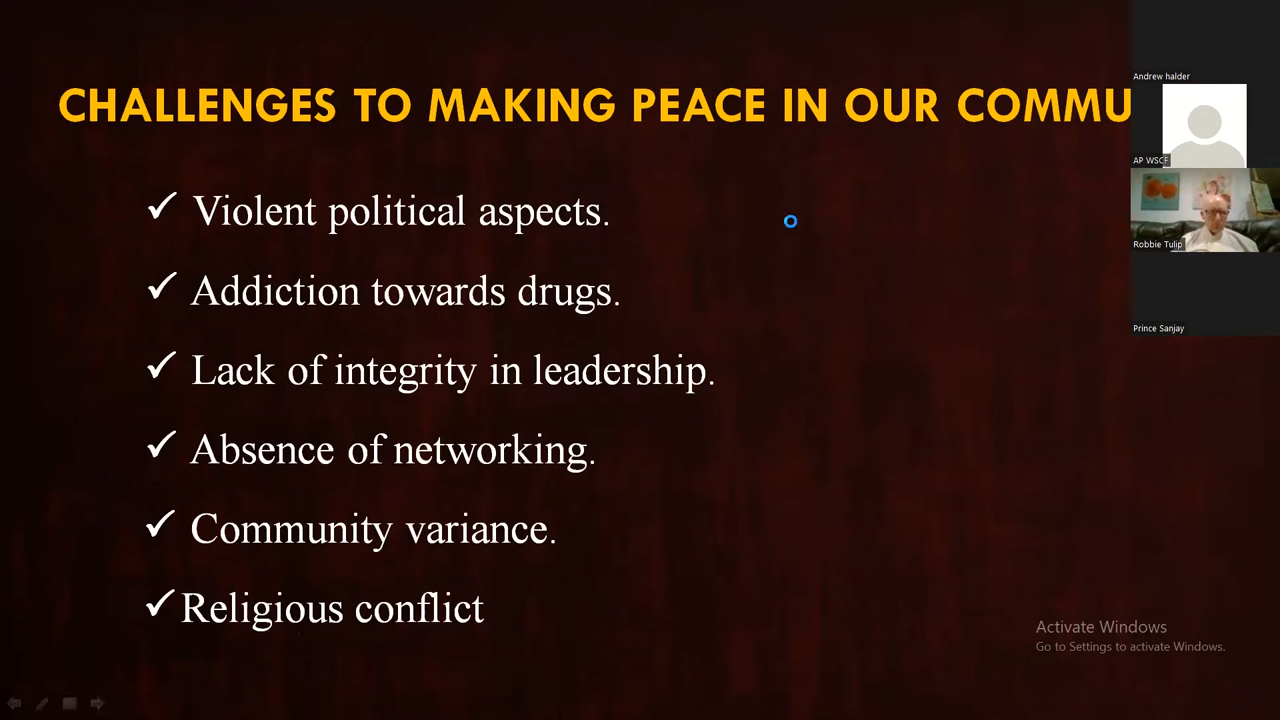 CHALLENGES TO MAKING PEACE IN OUR COMMU
Violent political aspects.
Addiction towards drugs.
Lack of integrity in leadership.
Absence of networking.
Community variance.
Religious conflict
Andrew halder
AP WSCF
Robbie Tulip
Prince Sanjay
Activate Windows
Go to Settings to activate Windows.